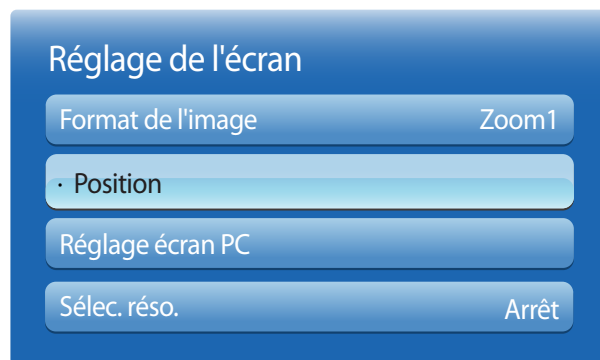 Réglage de l'écran
Format de l'image Zoom1
· Position
Réglage écran PC
Sélec. réso. Arrêt